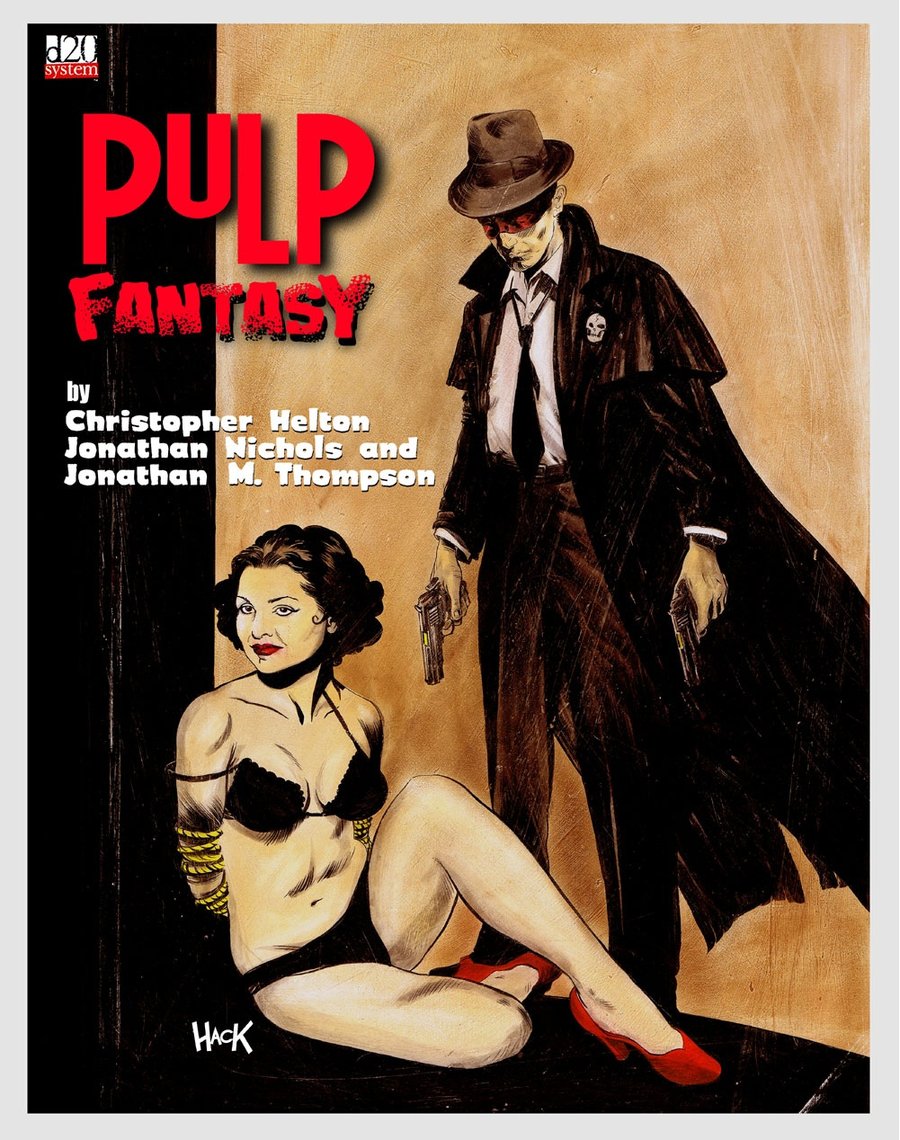 d20
system
PULP
FANTASY
by
Christopher Helton
Jonathan Nichols and
Jonathan M. Thompson
HACK